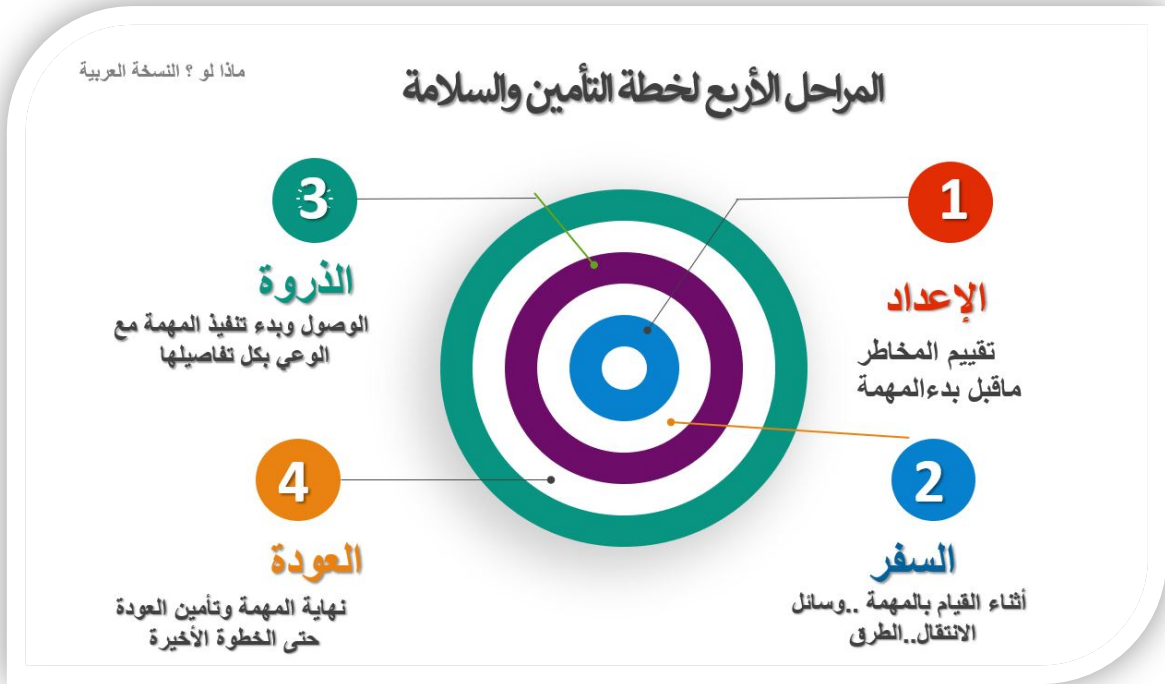 ماذا لو ؟ النسخة العربية
المراحل الأربع لخطة التأمين والسلامة
1
الإعداد
تقييم المخاطر
ماقبل بدءالمهمة
2
السفر
أثناء القيام بالمهمة ..وسائل
الانتقال..الطرق
3
الذروة
الوصول وبدء تنفيذ المهمة مع
الوعي بكل تفاصيلها
4
العودة
نهاية المهمة وتأمين العودة
حتى الخطوة الأخيرة